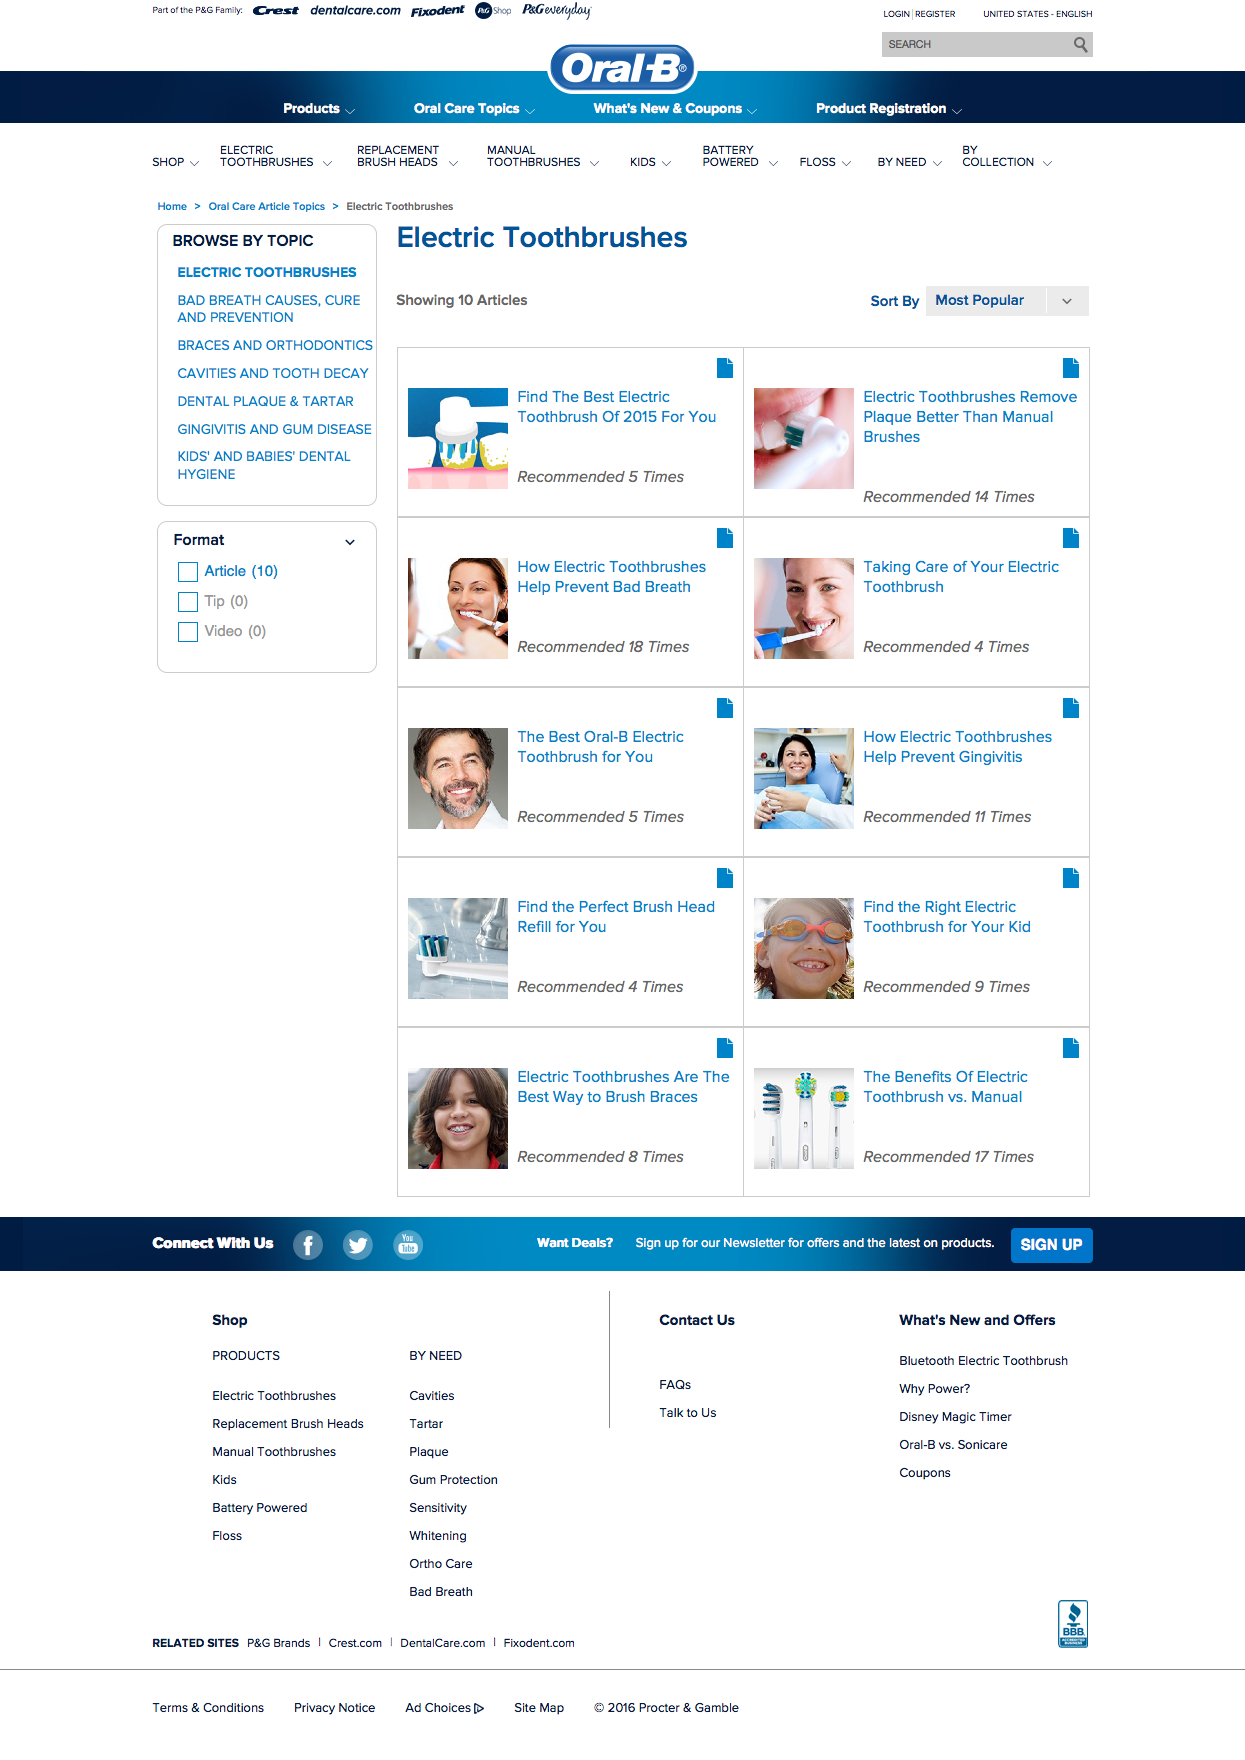 Part of the P&G Family: Crest dentalcare.com Fixodent P&G Shop P&G everyday
LOGIN | REGISTER UNITED STATES - ENGLISH
SEARCH
Oral-B®
Products Oral Care Topics What's New & Coupons Product Registration
SHOP ELECTRIC TOOTHBRUSHES REPLACEMENT BRUSH HEADS MANUAL TOOTHBRUSHES KIDS BATTERY POWERED FLOSS BY NEED BY COLLECTION
Home > Oral Care Article Topics > Electric Toothbrushes
BROWSE BY TOPIC
ELECTRIC TOOTHBRUSHES
BAD BREATH CAUSES, CURE
AND PREVENTION
BRACES AND ORTHODONTICS
CAVITIES AND TOOTH DECAY
DENTAL PLAQUE & TARTAR
GINGIVITIS AND GUM DISEASE
KIDS' AND BABIES' DENTAL
HYGIENE
Format
Article (10)
Tip (0)
Video (0)
Electric Toothbrushes
Showing 10 Articles
Sort By Most Popular
Find The Best Electric
Toothbrush Of 2015 For You
Recommended 5 Times
Electric Toothbrushes Remove
Plaque Better Than Manual
Brushes
Recommended 14 Times
How Electric Toothbrushes
Help Prevent Bad Breath
Recommended 18 Times
Taking Care of Your Electric
Toothbrush
Recommended 4 Times
The Best Oral-B Electric
Toothbrush for You
Recommended 5 Times
How Electric Toothbrushes
Help Prevent Gingivitis
Recommended 11 Times
Find the Perfect Brush Head
Refill for You
Recommended 4 Times
Find the Right Electric
Toothbrush for Your Kid
Recommended 9 Times
Electric Toothbrushes Are The
Best Way to Brush Braces
Recommended 8 Times
The Benefits Of Electric
Toothbrush vs. Manual
Recommended 17 Times
Connect With Us You Tube Want Deals? Sign up for our Newsletter for offers and the latest on products. SIGN UP
Shop
PRODUCTS
Electric Toothbrushes
Replacement Brush Heads
Manual Toothbrushes
Kids
Battery Powered
Floss
BY NEED
Cavities
Tartar
Plaque
Gum Protection
Sensitivity
Whitening
Ortho Care
Bad Breath
Contact Us
FAQs
Talk to Us
What's New and Offers
Bluetooth Electric Toothbrush
Why Power?
Disney Magic Timer
Oral-B vs. Sonicare
Coupons
BBB
ACCREDITED
BUSINESS
RELATED SITES P&G Brands | Crest.com | DentalCare.com | Fixodent.com
Terms & Conditions Privacy Notice Ad Choices Site Map © 2016 Procter & Gamble